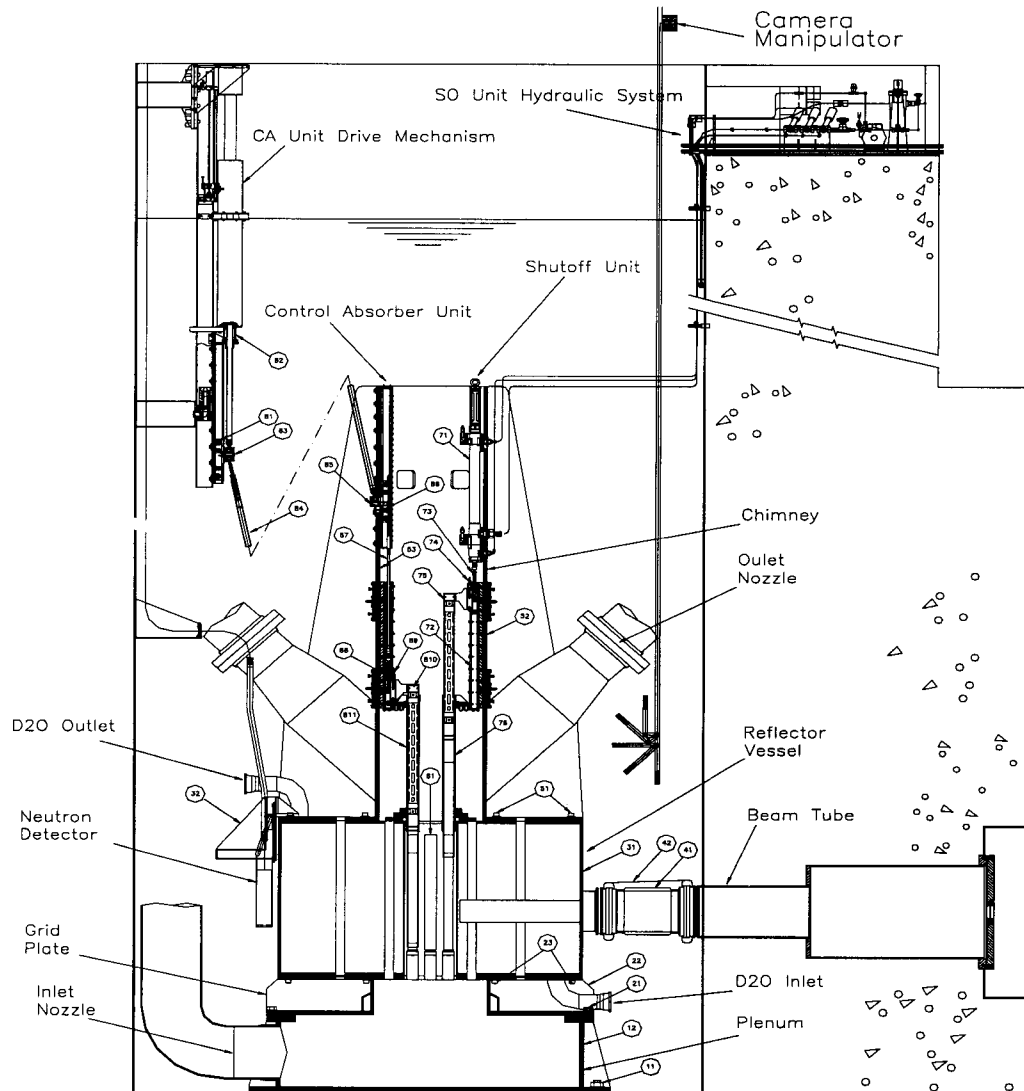 Camera
Manipulator
SO Unit Hydraulic System
CA Unit Drive Mechanism
Shutoff Unit
Control Absorber Unit
82
81
83
71
85
86
84
73
Chimney
87
74
53
Oulet
Nozzle
75
52
72
88
89
810
D2O Outlet
811
76
Reflector
Vessel
61
51
32
Neutron
Detector
Beam Tube
42
31
41
Grid
Plate
23
22
Inlet
Nozzle
21
D2O Inlet
12
Plenum
11